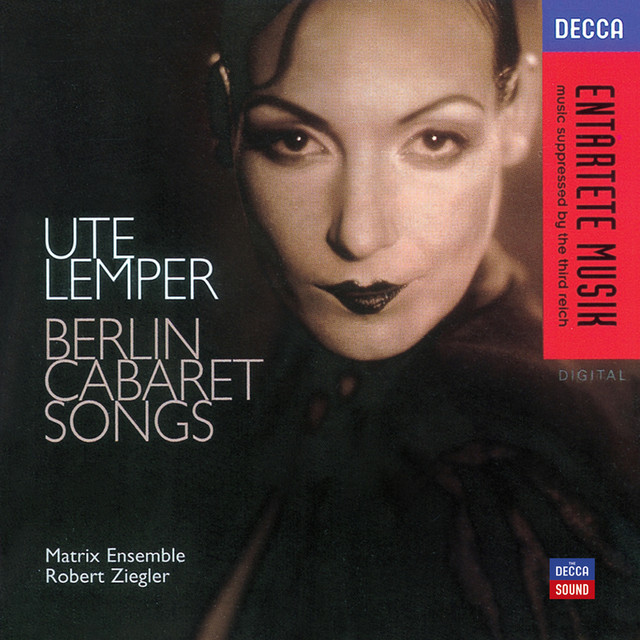 DECCA
ENTARTETE MUSIK
music suppressed by the third reich
DIGITAL
UTE
LEMPER
BERLIN
CABARET
SONGS
Matrix Ensemble
Robert Ziegler
THE
DECCA
SOUND